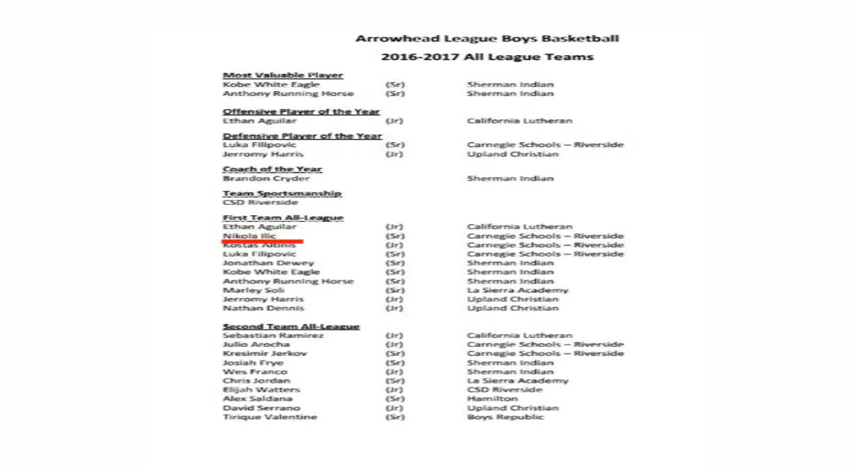 Arrowhead League Boys Basketball
2016-2017 All League Teams
Most Valuable Player
Kobe White Eagle (Sr) Sherman Indian
Anthony Running Horse (Sr) Sherman Indian
Offensive Player of the Year
Ethan Aguilar (Jr) California Lutheran
Defensive Player of the Year
Luka Filipovic (Sr) Carnegie Schools – Riverside
Jerromy Harris (Jr) Upland Christian
Coach of the Year
Brandon Cryder Sherman Indian
Team Sportsmanship
CSD Riverside
First Team All-League
Ethan Aguilar (Jr) California Lutheran
Nikola Ilic (Sr) Carnegie Schools – Riverside
Kostas Altinis (Jr) Carnegie Schools – Riverside
Luka Filipovic (Sr) Carnegie Schools – Riverside
Jonathan Dewey (Sr) Sherman Indian
Kobe White Eagle (Sr) Sherman Indian
Anthony Running Horse (Sr) Sherman Indian
Marley Soli (Sr) La Sierra Academy
Jerromy Harris (Jr) Upland Christian
Nathan Dennis (Jr) Upland Christian
Second Team All-League
Sebastian Ramirez (Jr) California Lutheran
Julio Arocha (Jr) Carnegie Schools – Riverside
Kresimir Jerkov (Sr) Carnegie Schools – Riverside
Josiah Frye (Sr) Sherman Indian
Wes Franco (Jr) Sherman Indian
Chris Jordan (Sr) La Sierra Academy
Elijah Watters (Jr) CSD Riverside
Alex Saldana (Sr) Hamilton
David Serrano (Jr) Upland Christian
Tirique Valentine (Sr) Boys Republic